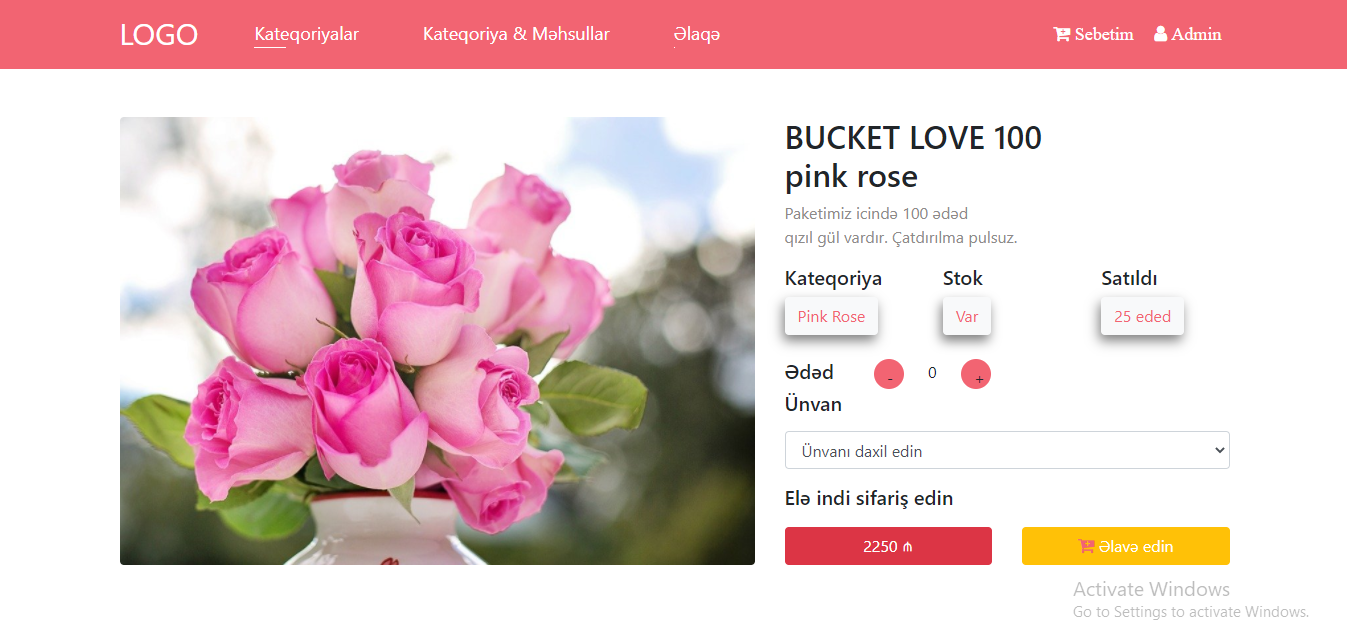 LOGO Kateqoriyalar Kateqoriya & Məhsullar Əlaqə Sebetim Admin
BUCKET LOVE 100
pink rose
Paketimiz icində 100 ədəd
qızıl gül vardır. Çatdırılma pulsuz.
Kateqoriya Stok Satıldı
Pink Rose Var 25 eded
Ədəd - 0 +
Ünvan
Ünvanı daxil edin
Elə indi sifariş edin
2250 ₼ Əlavə edin
Activate Windows
Go to Settings to activate Windows.